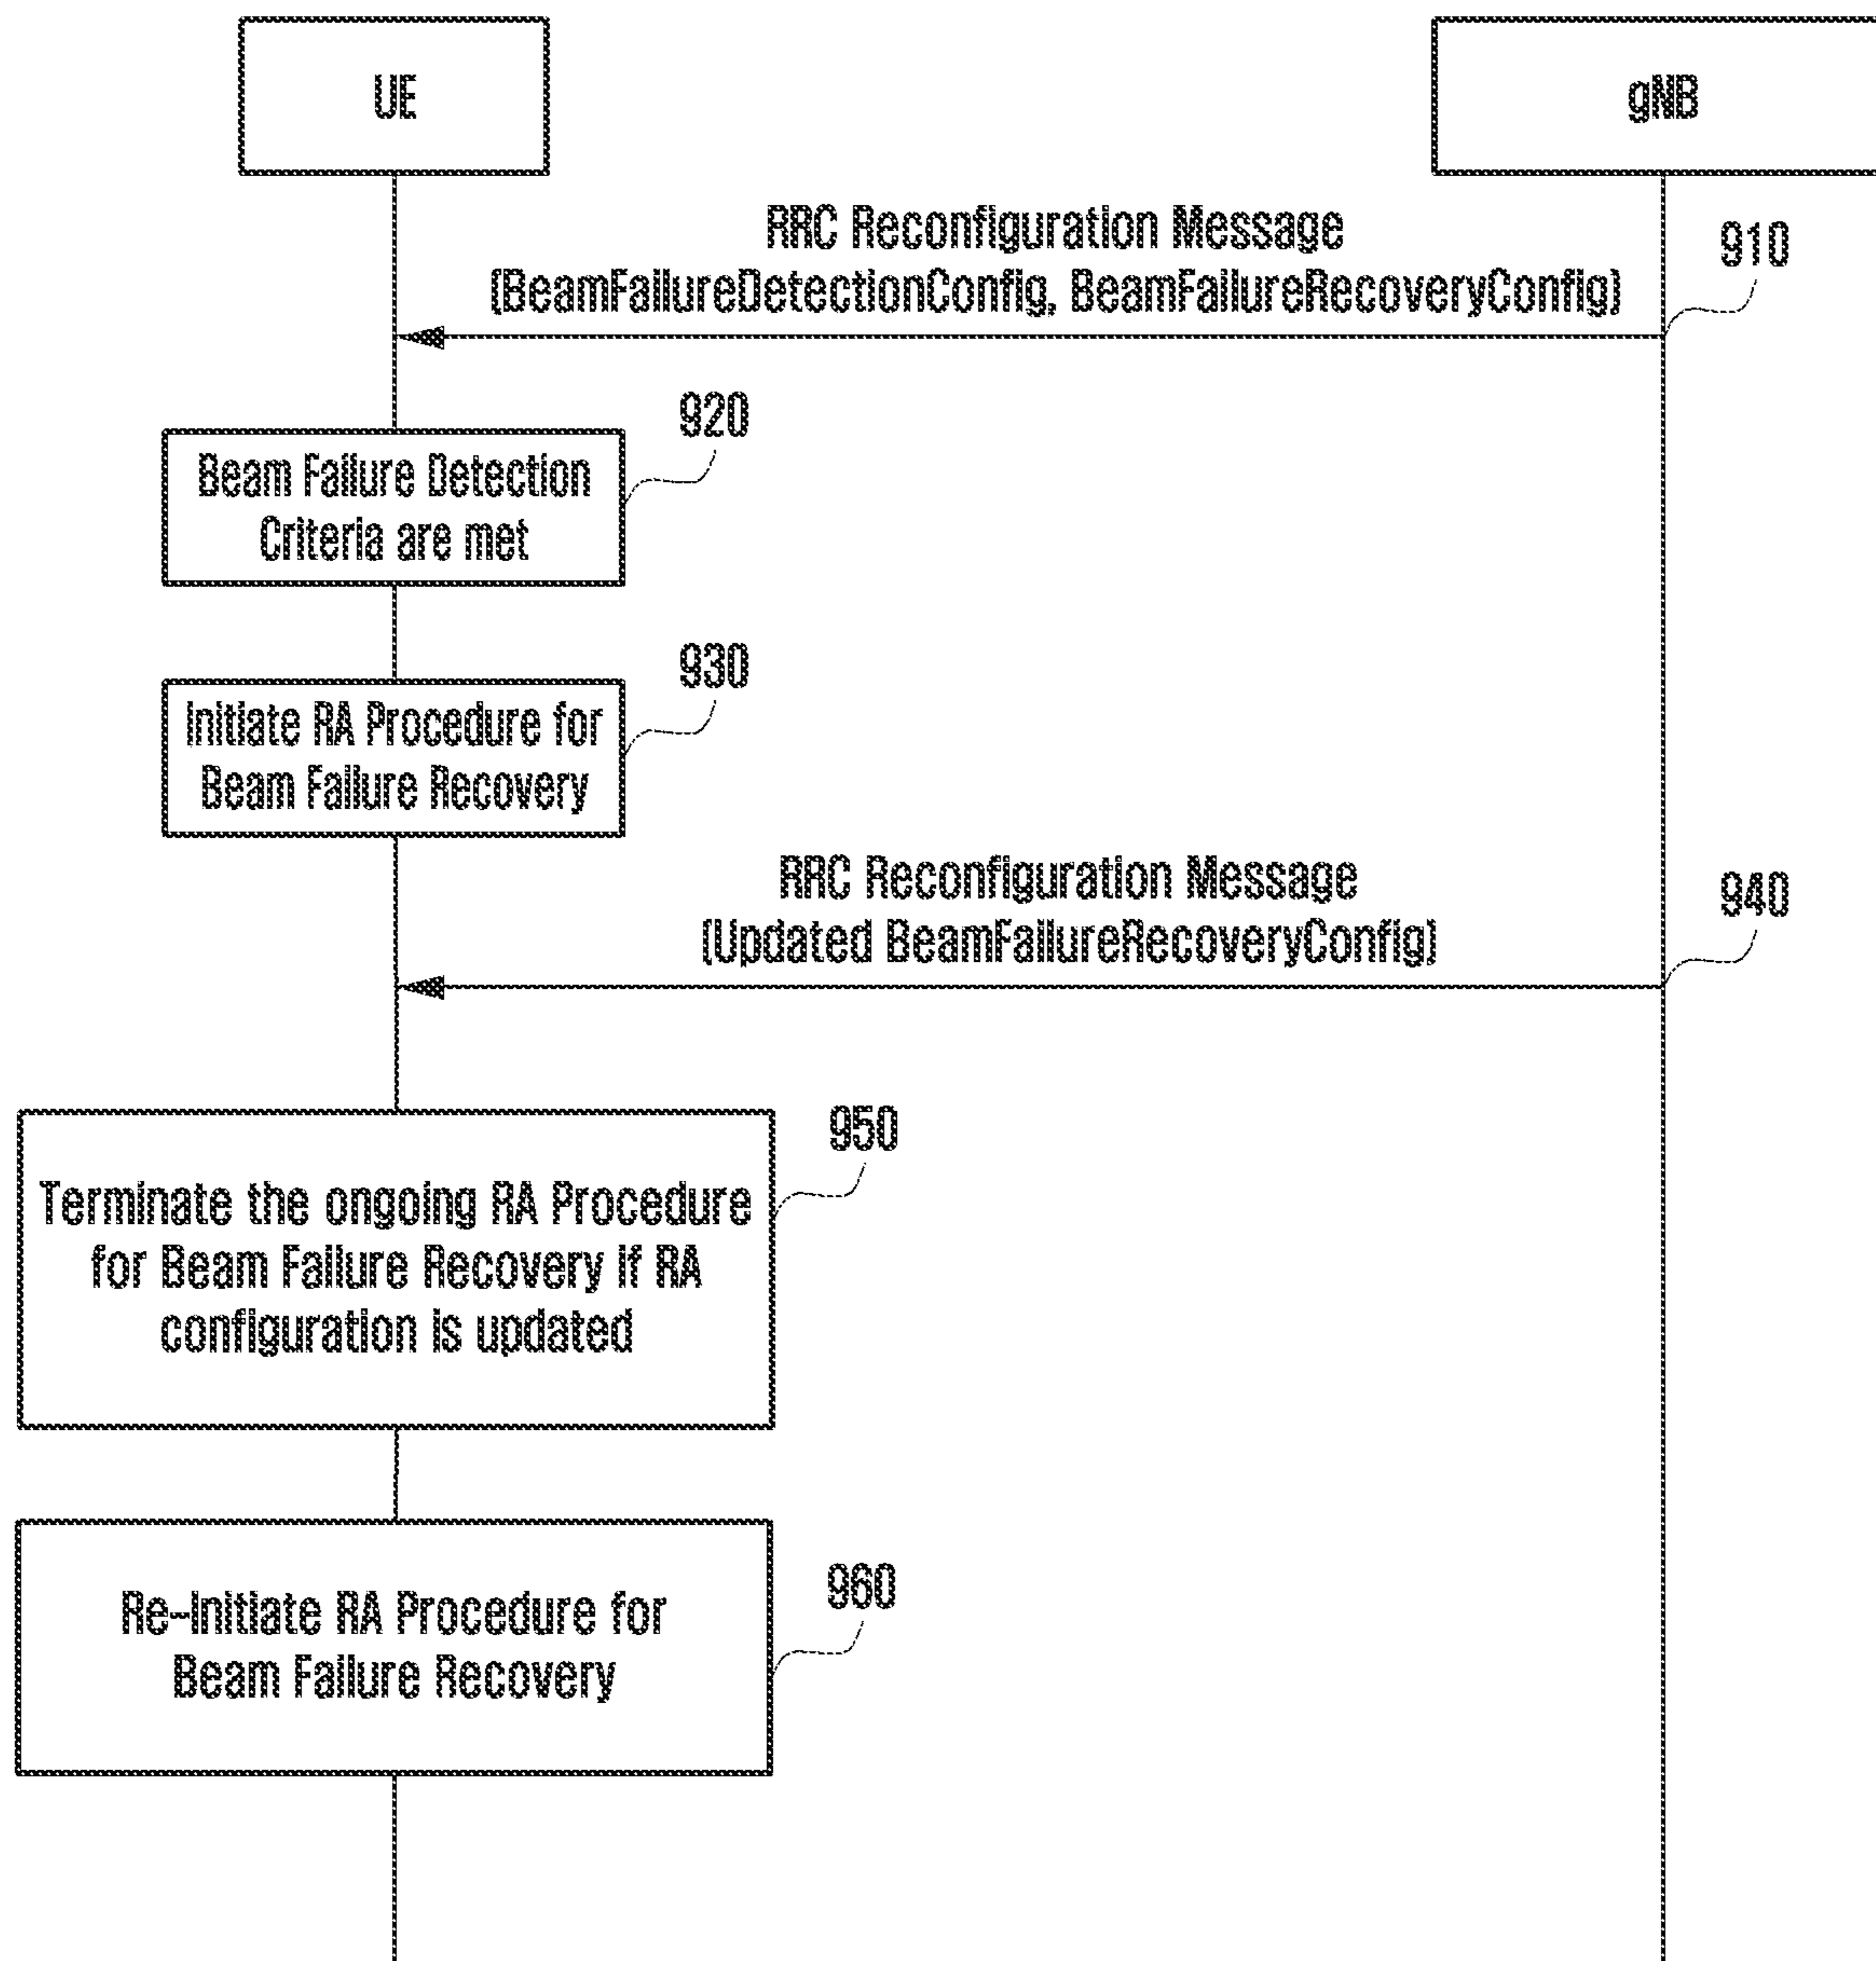 UE
gNB
RRC Reconfiguration Message
(BeamFailureDetectionConfig, BeamFailureRecoveryConfig)
910
920
Beam Failure Detection
Criteria are met
930
Initiate RA Procedure for
Beam Failure Recovery
RRC Reconfiguration Message
(Updated BeamFailureRecoveryConfig)
940
950
Terminate the ongoing RA Procedure
for Beam Failure Recovery if RA
configuration is updated
960
Re-Initiate RA Procedure for
Beam Failure Recovery